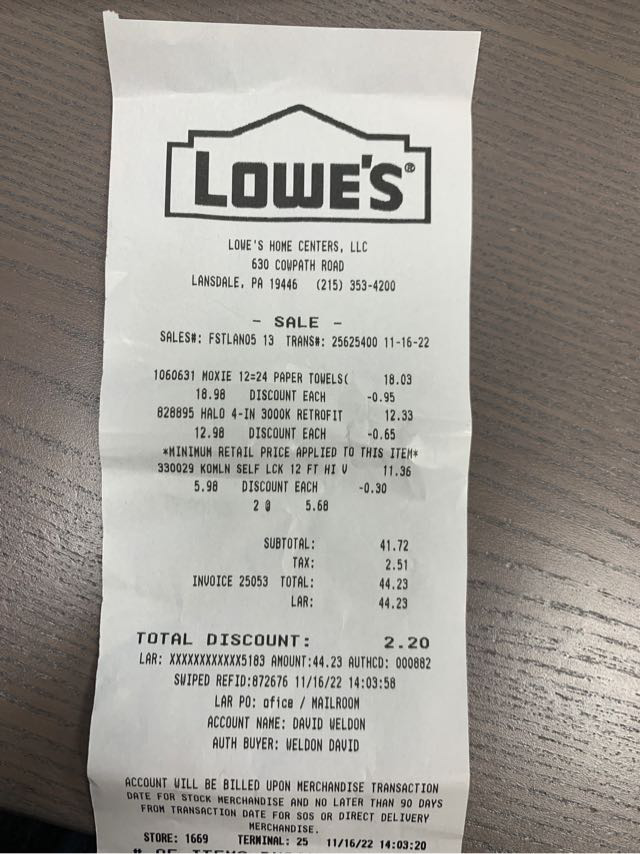 LOWE'S®
LOWE'S HOME CENTERS, LLC
630 COWPATH ROAD
LANSDALE, PA 19446 (215) 353-4200
- SALE -
SALES#: FSTLAN05 13 TRANS#: 25625400 11-16-22
1060631 MOXIE 12=24 PAPER TOWELS( 18.03
18.98 DISCOUNT EACH -0.95
828895 HALO 4-IN 3000K RETROFIT 12.33
12.98 DISCOUNT EACH -0.65
*MINIMUM RETAIL PRICE APPLIED TO THIS ITEM*
330029 KOMLN SELF LCK 12 FT HI V 11.36
5.98 DISCOUNT EACH -0.30
2 @ 5.68
SUBTOTAL: 41.72
TAX: 2.51
INVOICE 25053 TOTAL: 44.23
LAR: 44.23
TOTAL DISCOUNT: 2.20
LAR: XXXXXXXXXXXX5183 AMOUNT:44.23 AUTHCD: 000882
SWIPED REFID:872676 11/16/22 14:03:58
LAR PO: ofice / MAILROOM
ACCOUNT NAME: DAVID WELDON
AUTH BUYER: WELDON DAVID
ACCOUNT WILL BE BILLED UPON MERCHANDISE TRANSACTION
DATE FOR STOCK MERCHANDISE AND NO LATER THAN 90 DAYS
FROM TRANSACTION DATE FOR SOS OR DIRECT DELIVERY
MERCHANDISE.
STORE: 1669 TERMINAL: 25 11/16/22 14:03:20
# OF ITEMS